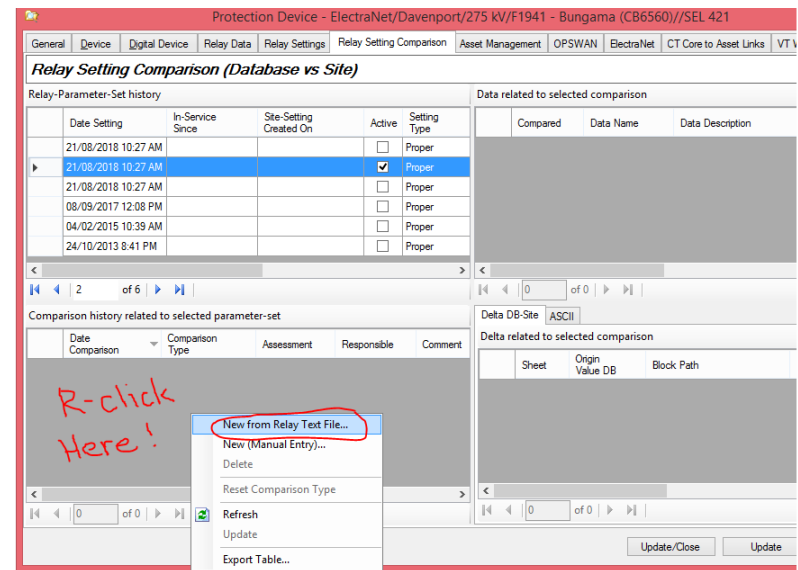 Protection Device - ElectraNet/Davenport/275 kV/F1941 - Bungama (CB6560)//SEL 421
General Device Digital Device Relay Data Relay Settings Relay Setting Comparison Asset Management OPSWAN ElectraNet CT Core to Asset Links VT V
Relay Setting Comparison (Database vs Site)
Relay-Parameter-Set history
Date Setting In-Service Since Site-Setting Created On Active Setting Type
21/08/2018 10:27 AM Proper
21/08/2018 10:27 AM Proper
21/08/2018 10:27 AM Proper
08/09/2017 12:08 PM Proper
04/02/2015 10:39 AM Proper
24/10/2013 8:41 PM Proper
2 of 6
Data related to selected comparison
Compared Data Name Data Description
0 of 0
Comparison history related to selected parameter-set
Date Comparison Comparison Type Assessment Responsible Comment
R-click
Here!
New from Relay Text File...
New (Manual Entry)...
Delete
Reset Comparison Type
Refresh
Update
Export Table...
0 of 0
Delta DB-Site ASCII
Delta related to selected comparison
Sheet Origin Value DB Block Path
0 of 0
Update/Close Update